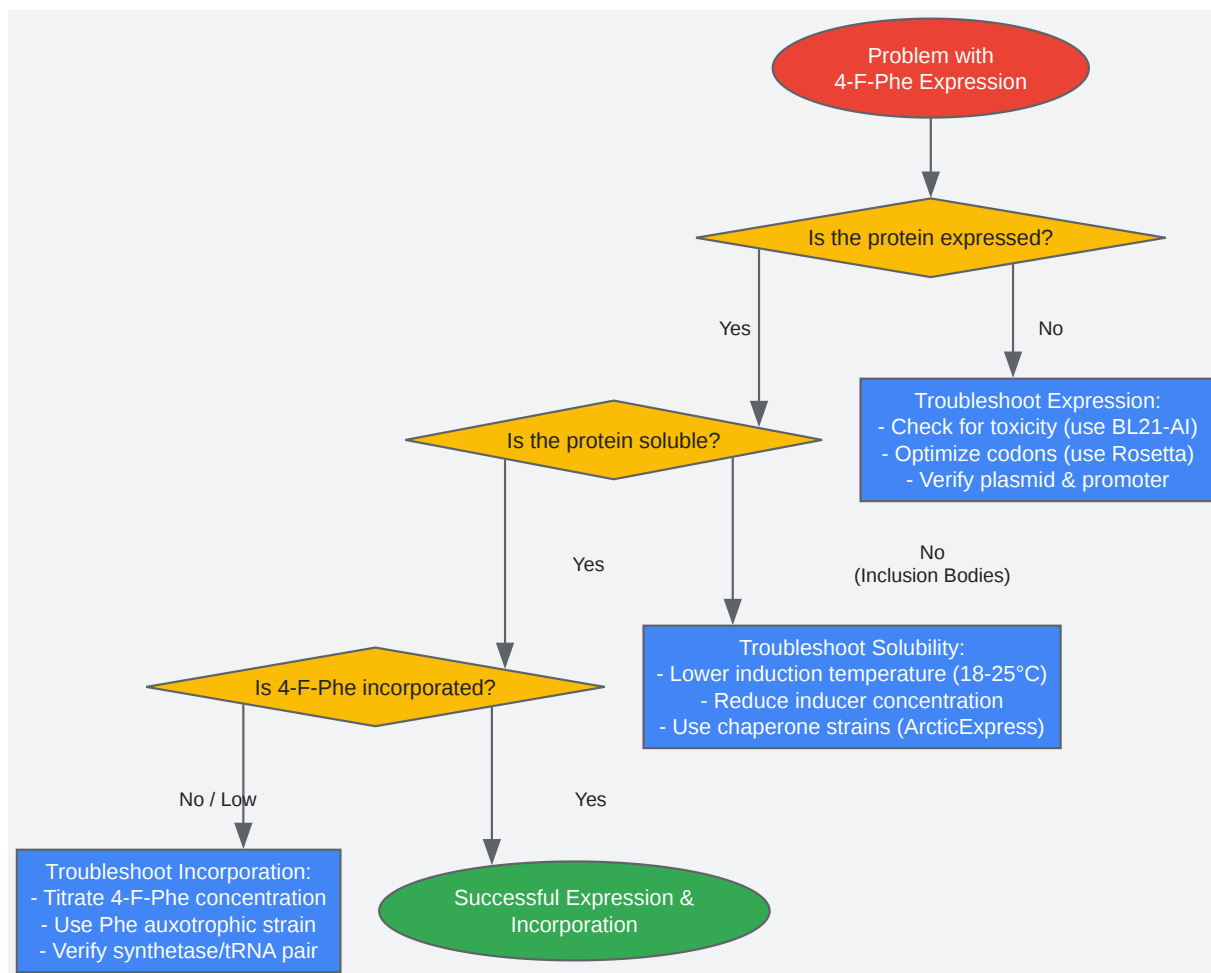 Problem with
4-F-Phe Expression
Is the protein expressed?
Yes
No
Troubleshoot Expression:
- Check for toxicity (use BL21-AI)
- Optimize codons (use Rosetta)
- Verify plasmid & promoter
Is the protein soluble?
Yes
No
(Inclusion Bodies)
Troubleshoot Solubility:
- Lower induction temperature (18-25°C)
- Reduce inducer concentration
- Use chaperone strains (ArcticExpress)
Is 4-F-Phe incorporated?
No / Low
Yes
Troubleshoot Incorporation:
- Titrate 4-F-Phe concentration
- Use Phe auxotrophic strain
- Verify synthetase/tRNA pair
Successful Expression &
Incorporation